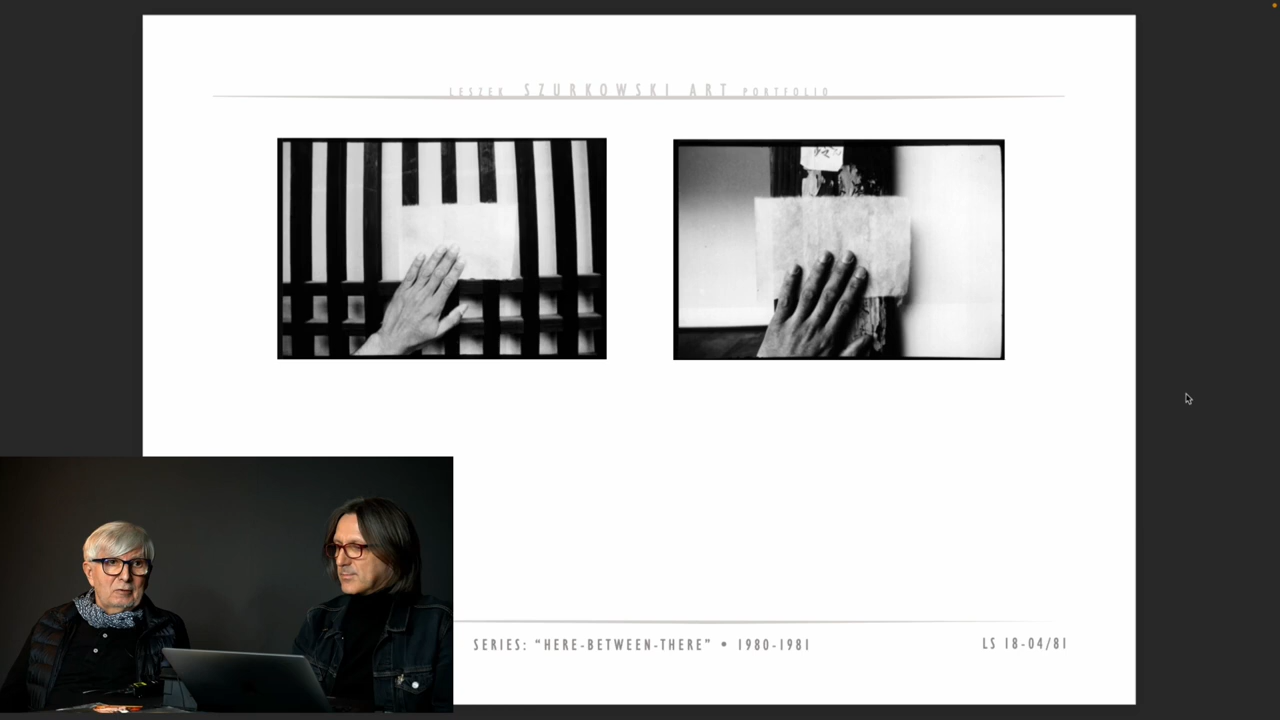 LESZEK SZURKOWSKI ART PORTFOLIO
SERIES: “HERE-BETWEEN-THERE” • 1980-1981
LS 18-04/81